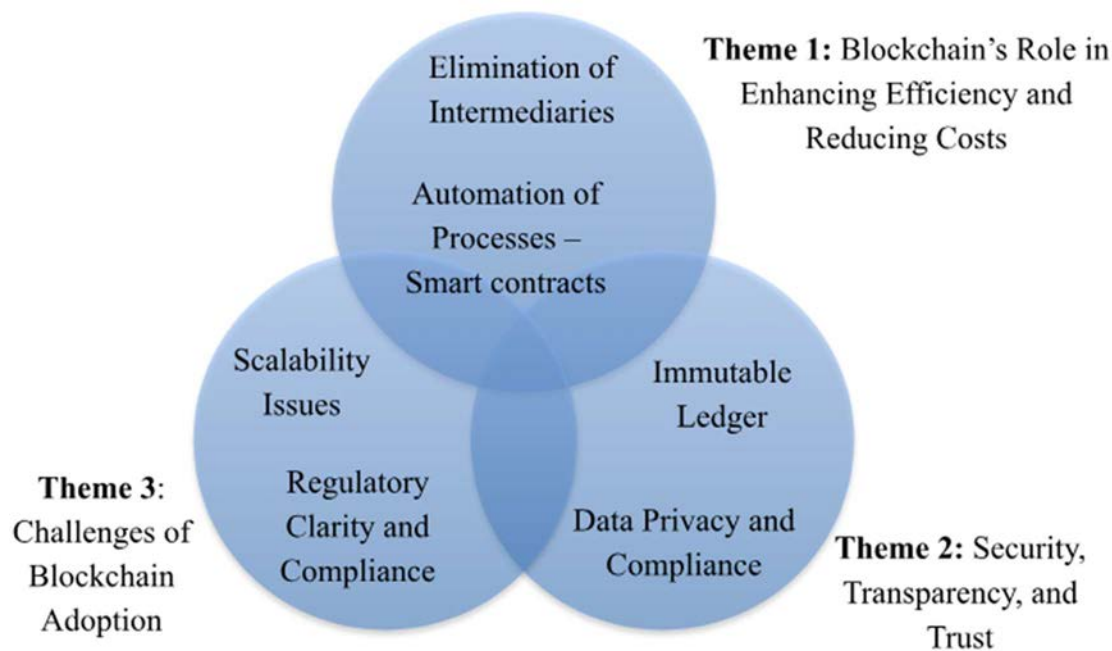 Elimination of
Intermediaries
Automation of
Processes –
Smart contracts
Theme 1: Blockchain’s Role in
Enhancing Efficiency and
Reducing Costs
Scalability
Issues
Regulatory
Clarity and
Compliance
Theme 3:
Challenges of
Blockchain
Adoption
Immutable
Ledger
Data Privacy and
Compliance
Theme 2: Security,
Transparency, and
Trust